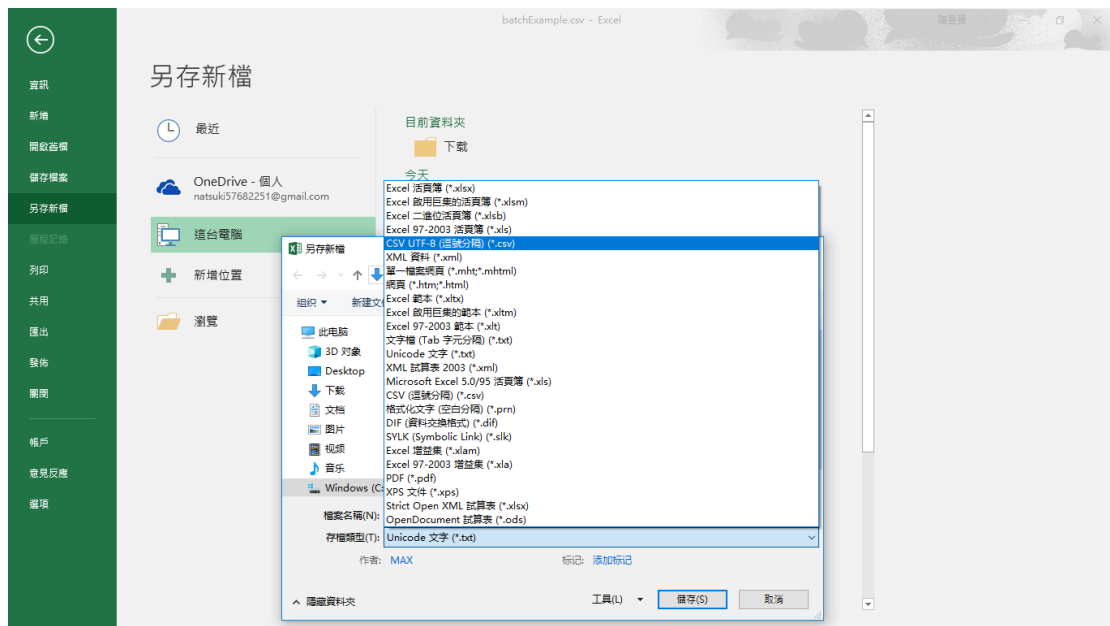 batchExample.csv - Excel
資訊
新增
開啟舊檔
儲存檔案
另存新檔
歷程記錄
列印
共用
匯出
發佈
關閉
帳戶
意見反應
選項
另存新檔
最近
OneDrive - 個人
natsuki57682251@gmail.com
這台電腦
新增位置
瀏覽
目前資料夾
下載
今天
另存新檔
组织
新建文
此电脑
3D 对象
Desktop
下载
文档
图片
视频
音乐
Windows (C:
Excel 活頁簿 (*.xlsx)
Excel 啟用巨集的活頁簿 (*.xlsm)
Excel 二進位活頁簿 (*.xlsb)
Excel 97-2003 活頁簿 (*.xls)
CSV UTF-8 (逗號分隔) (*.csv)
XML 資料 (*.xml)
單一檔案網頁 (*.mht;*.mhtml)
網頁 (*.htm;*.html)
Excel 範本 (*.xltx)
Excel 啟用巨集的範本 (*.xltm)
Excel 97-2003 範本 (*.xlt)
文字檔 (Tab 字元分隔) (*.txt)
Unicode 文字 (*.txt)
XML 試算表 2003 (*.xml)
Microsoft Excel 5.0/95 活頁簿 (*.xls)
CSV (逗號分隔) (*.csv)
格式化文字 (空白分隔) (*.prn)
DIF (資料交換格式) (*.dif)
SYLK (Symbolic Link) (*.slk)
Excel 增益集 (*.xlam)
Excel 97-2003 增益集 (*.xla)
PDF (*.pdf)
XPS 文件 (*.xps)
Strict Open XML 試算表 (*.xlsx)
OpenDocument 試算表 (*.ods)
檔案名稱(N):
存檔類型(T): Unicode 文字 (*.txt)
作者: MAX 标记: 添加标记
隱藏資料夾 工具(L) 儲存(S) 取消